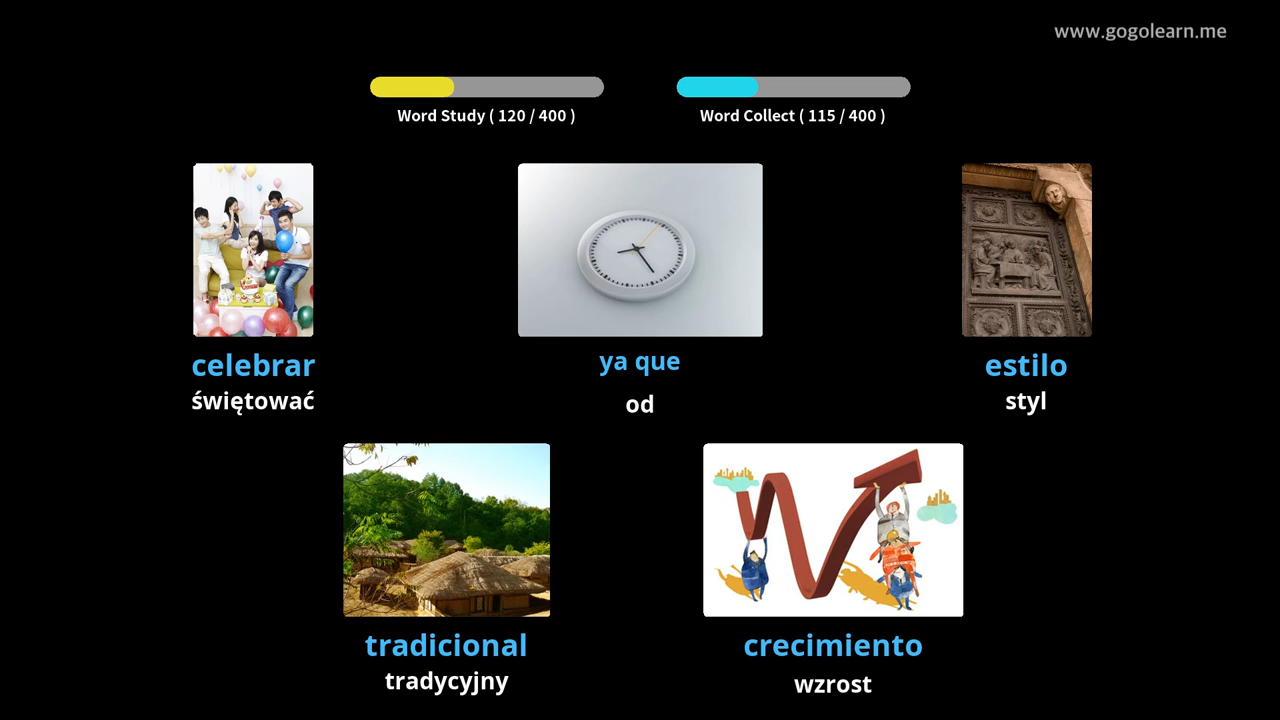 www.gogolearn.me
Word Study ( 120 / 400 )
Word Collect ( 115 / 400 )
celebrar
świętować
ya que
od
estilo
styl
tradicional
tradycyjny
crecimiento
wzrost